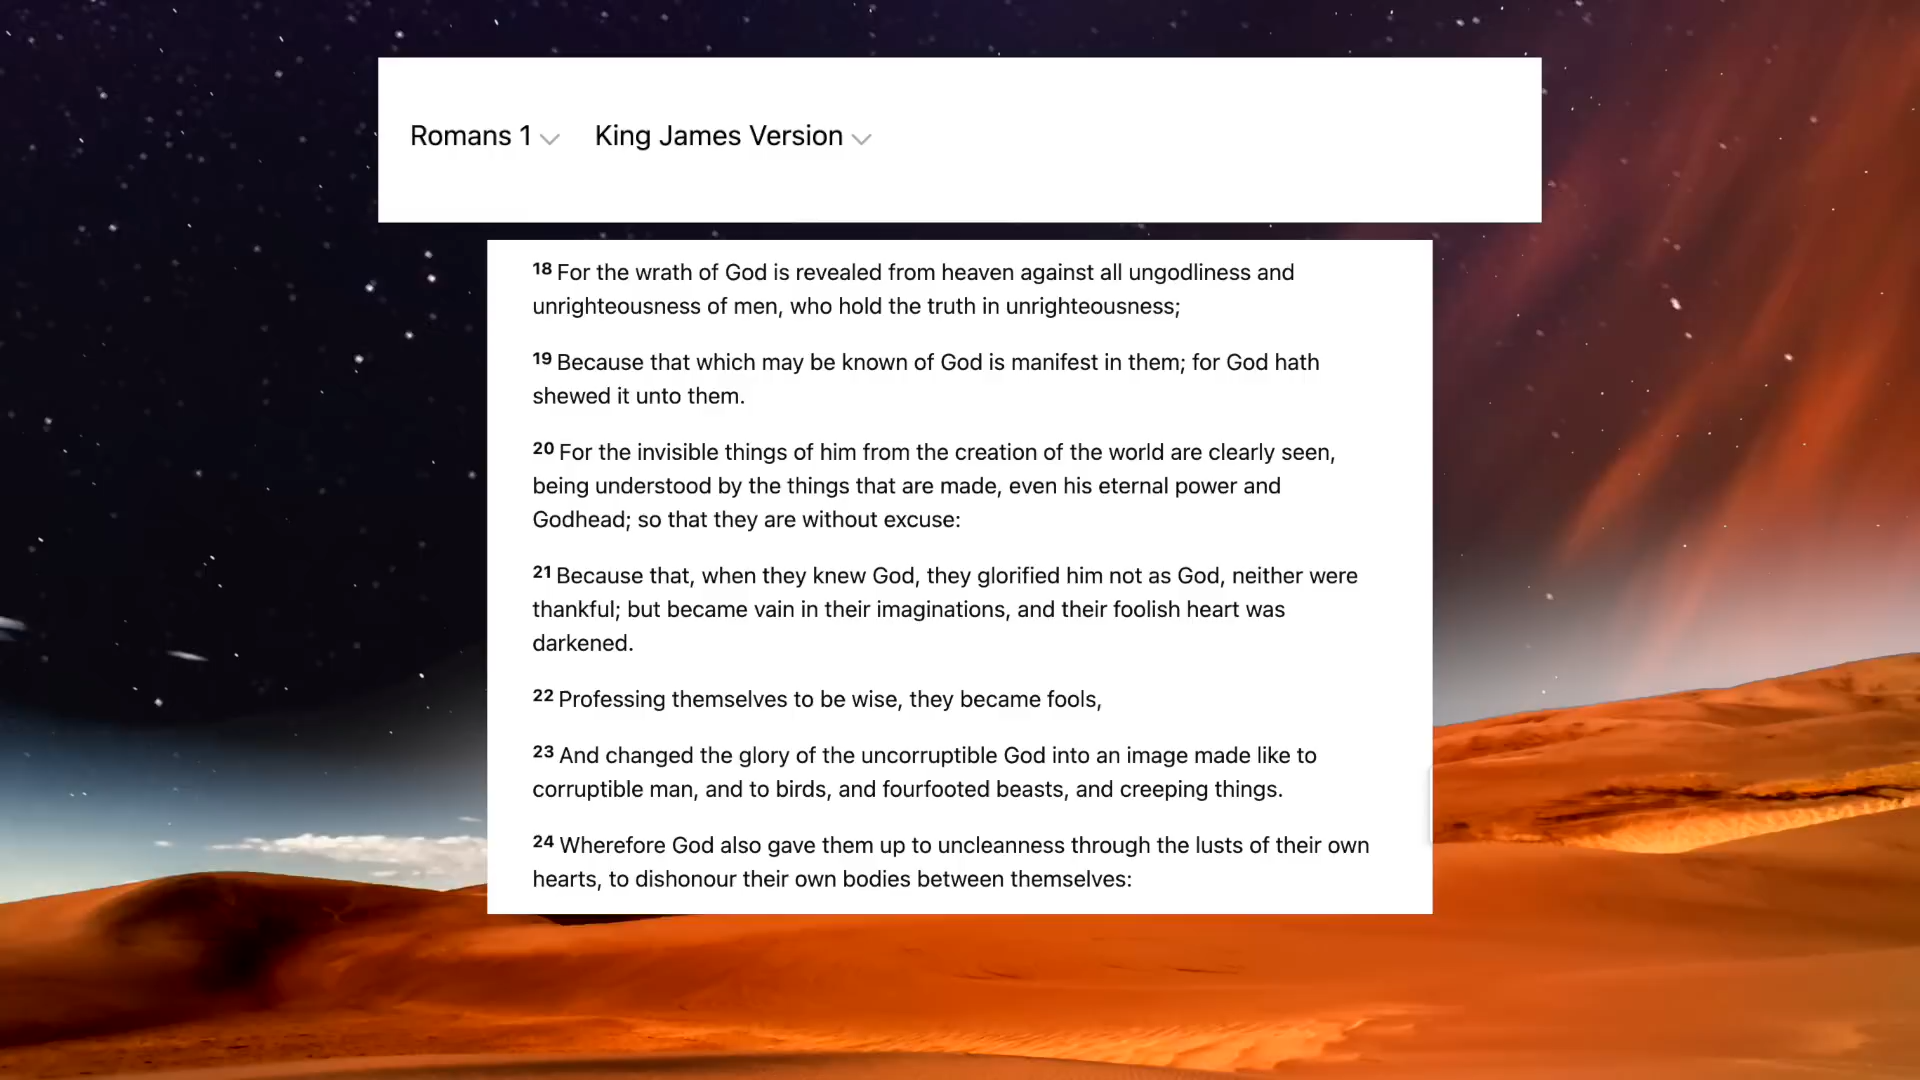 Romans 1 King James Version
18 For the wrath of God is revealed from heaven against all ungodliness and
unrighteousness of men, who hold the truth in unrighteousness;
19 Because that which may be known of God is manifest in them; for God hath
shewed it unto them.
20 For the invisible things of him from the creation of the world are clearly seen,
being understood by the things that are made, even his eternal power and
Godhead; so that they are without excuse:
21 Because that, when they knew God, they glorified him not as God, neither were
thankful; but became vain in their imaginations, and their foolish heart was
darkened.
22 Professing themselves to be wise, they became fools,
23 And changed the glory of the uncorruptible God into an image made like to
corruptible man, and to birds, and fourfooted beasts, and creeping things.
24 Wherefore God also gave them up to uncleanness through the lusts of their own
hearts, to dishonour their own bodies between themselves: